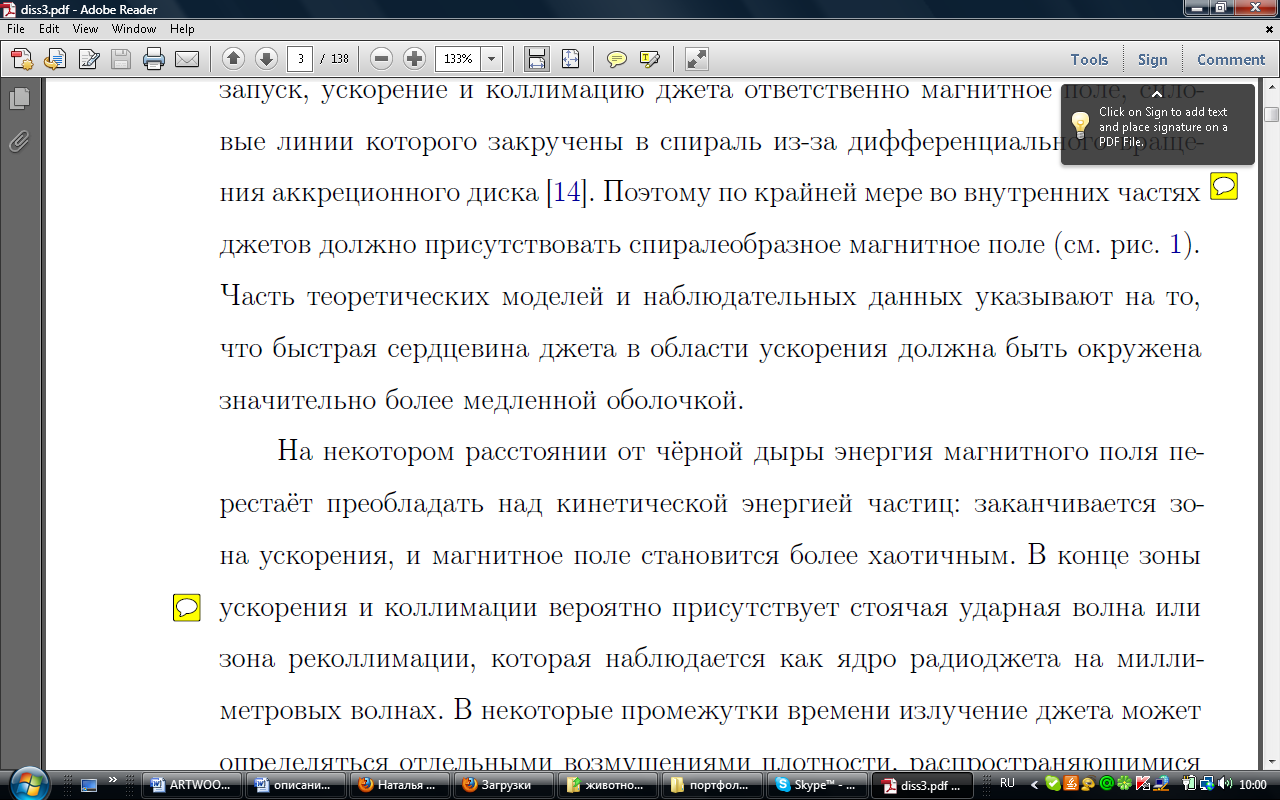 diss3.pdf - Adobe Reader
File Edit View Window Help
3 / 138 133% Tools Sign Comment
запуск, ускорение и коллимацию джета ответственно магнитное поле, сило-
вые линии которого закручены в спираль из-за дифференциального враще-
ния аккреционного диска [14]. Поэтому по крайней мере во внутренних частях
джетов должно присутствовать спиралеобразное магнитное поле (см. рис. 1).
Часть теоретических моделей и наблюдательных данных указывают на то,
что быстрая сердцевина джета в области ускорения должна быть окружена
значительно более медленной оболочкой.
На некотором расстоянии от чёрной дыры энергия магнитного поля пе-
рестаёт преобладать над кинетической энергией частиц: заканчивается зо-
на ускорения, и магнитное поле становится более хаотичным. В конце зоны
ускорения и коллимации вероятно присутствует стоячая ударная волна или
зона реколлимации, которая наблюдается как ядро радиоджета на милли-
метровых волнах. В некоторые промежутки времени излучение джета может
определяться отдельными возмущениями плотности, распространяющимися
Click on Sign to add text
and place signature on a
PDF File.
ARTWOO... описани... Наталья ... Загрузки животно... портфол... Skype™ - ... diss3.pdf ... RU 10:00